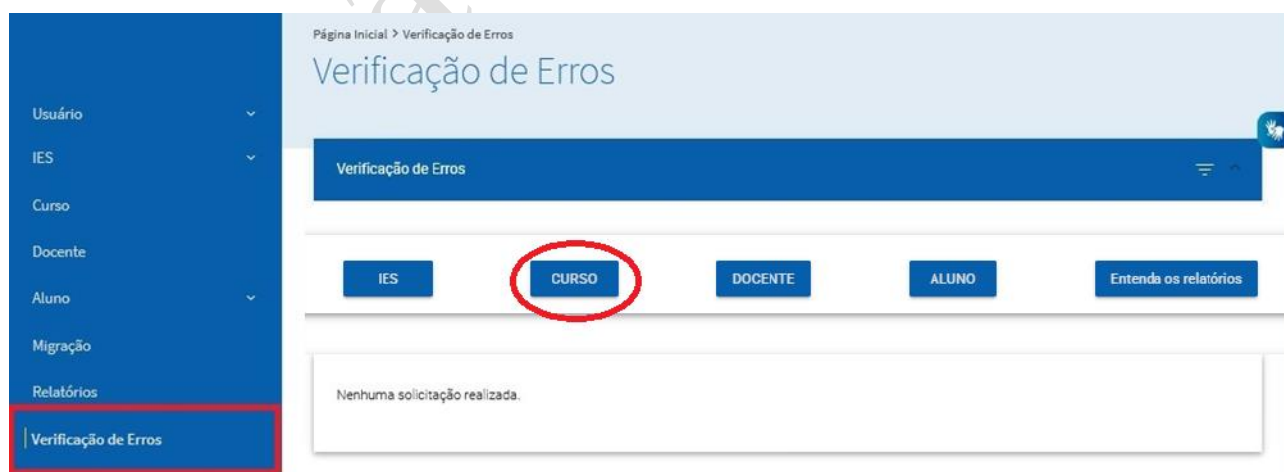 Página Inicial > Verificação de Erros
Verificação de Erros
Usuário
IES
Curso
Docente
Aluno
Migração
Relatórios
Verificação de Erros
Verificação de Erros
IES
CURSO
DOCENTE
ALUNO
Entenda os relatórios
Nenhuma solicitação realizada.